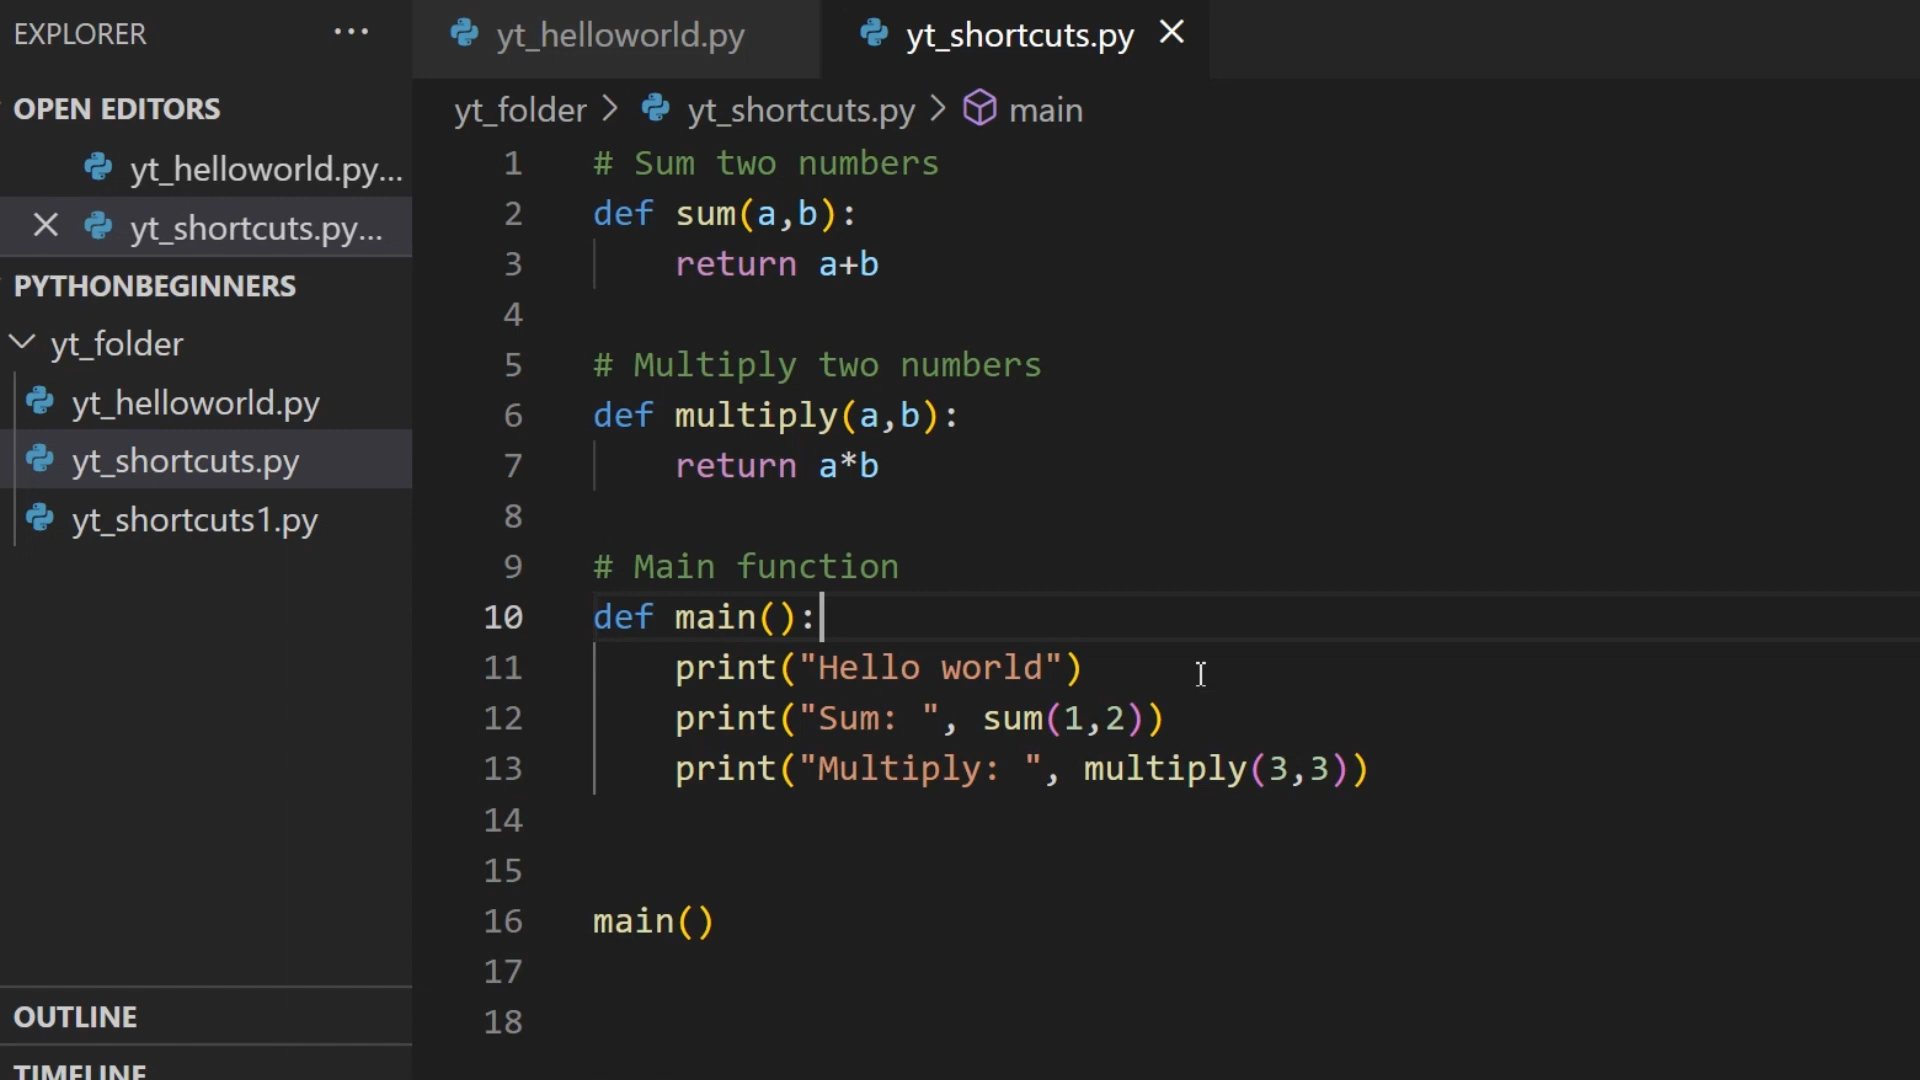 EXPLORER ···
OPEN EDITORS
yt_helloworld.py...
yt_shortcuts.py...
PYTHONBEGINNERS
yt_folder
yt_helloworld.py
yt_shortcuts.py
yt_shortcuts1.py
OUTLINE
TIMELINE
yt_helloworld.py yt_shortcuts.py
yt_folder > yt_shortcuts.py > main
1 # Sum two numbers
2 def sum(a,b):
3     return a+b
4
5 # Multiply two numbers
6 def multiply(a,b):
7     return a*b
8
9 # Main function
10 def main():
11     print("Hello world")
12     print("Sum: ", sum(1,2))
13     print("Multiply: ", multiply(3,3))
14
15
16 main()
17
18